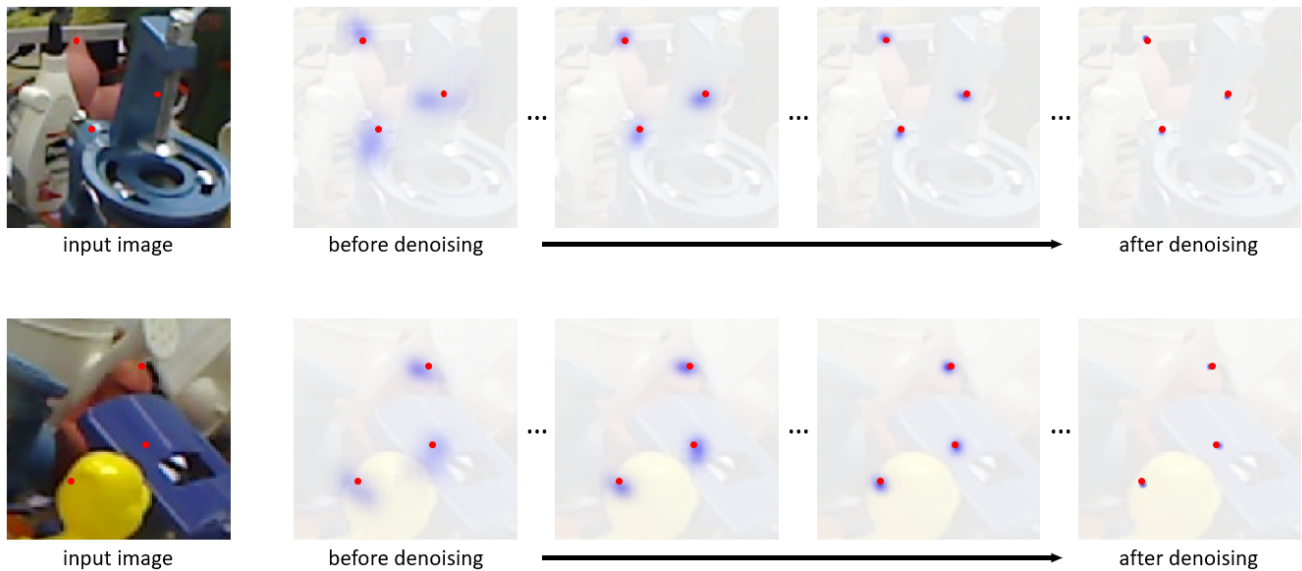 ... ... ...
input image before denoising after denoising
... ... ...
input image before denoising after denoising